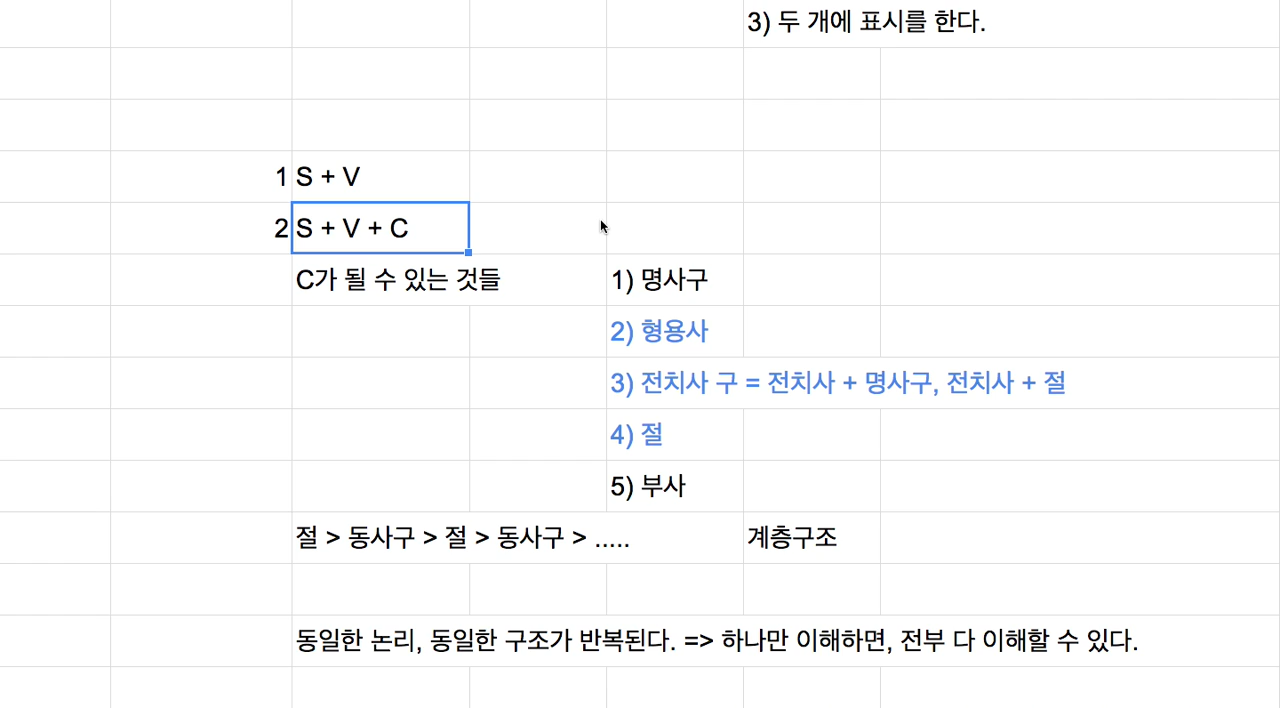 3) 두 개에 표시를 한다.
1 S + V
2 S + V + C
C가 될 수 있는 것들 1) 명사구
2) 형용사
3) 전치사 구 = 전치사 + 명사구, 전치사 + 절
4) 절
5) 부사
절 > 동사구 > 절 > 동사구 > ..... 계층구조
동일한 논리, 동일한 구조가 반복된다. => 하나만 이해하면, 전부 다 이해할 수 있다.